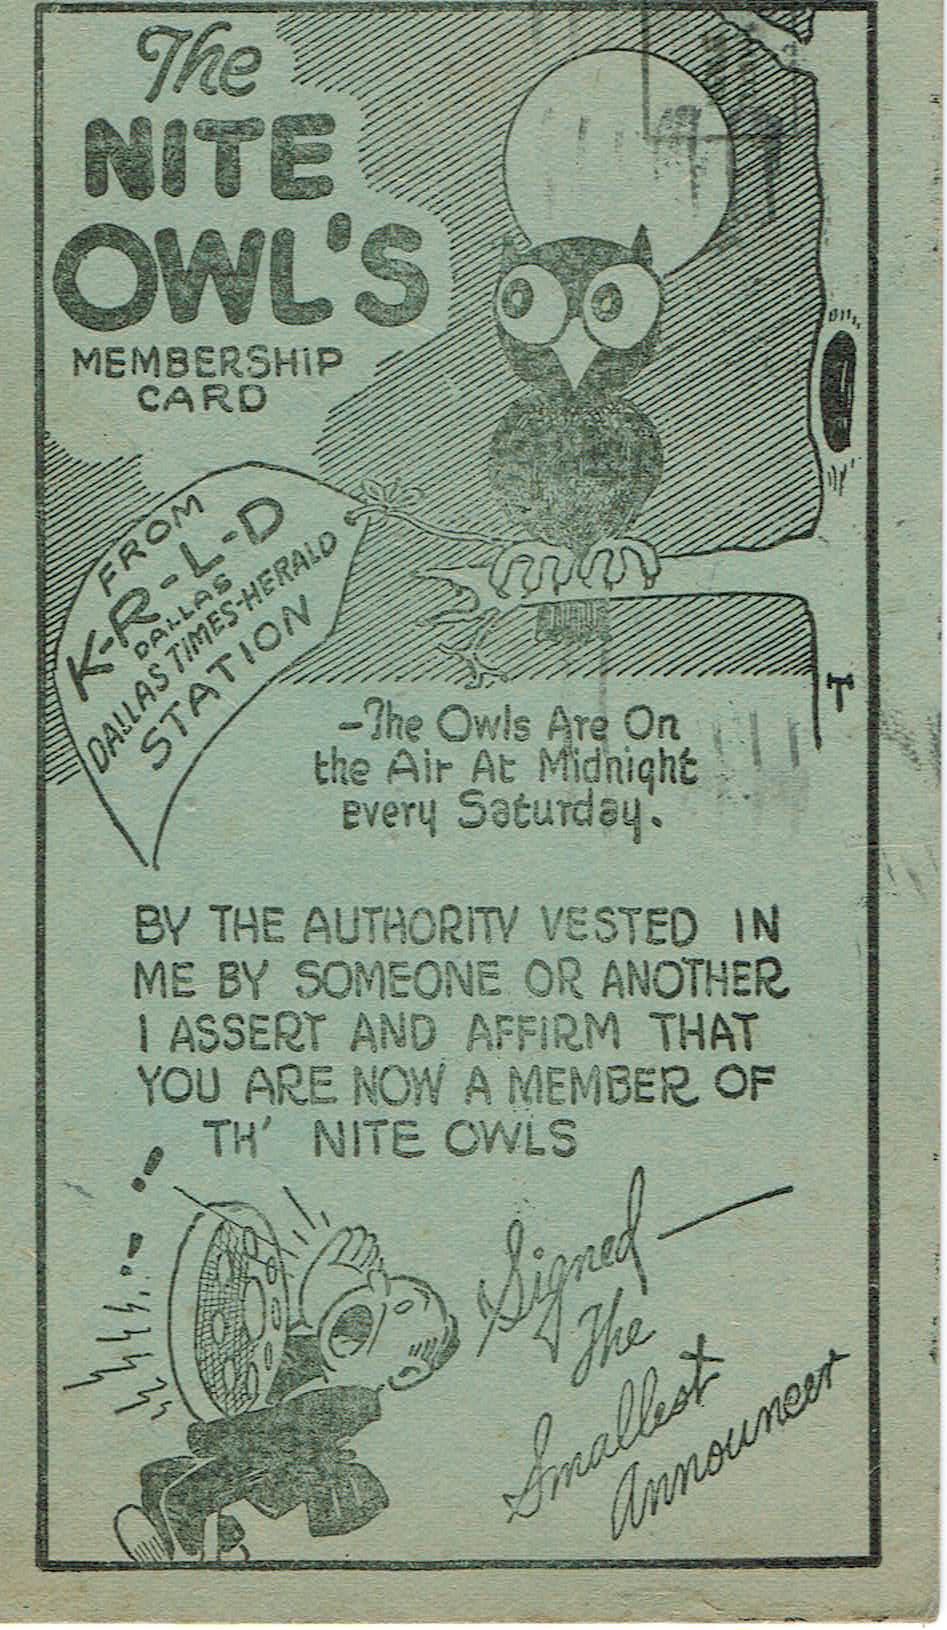 The
NITE
OWL'S
MEMBERSHIP
CARD
FROM
K-R-L-D
DALLAS
DALLAS TIMES-HERALD
STATION
T
-The Owls Are On
the Air At Midnight
every Saturday.
BY THE AUTHORITY VESTED IN
ME BY SOMEONE OR ANOTHER
I ASSERT AND AFFIRM THAT
YOU ARE NOW A MEMBER OF
TH' NITE OWLS
Signed—
The
Smallest
Announcer